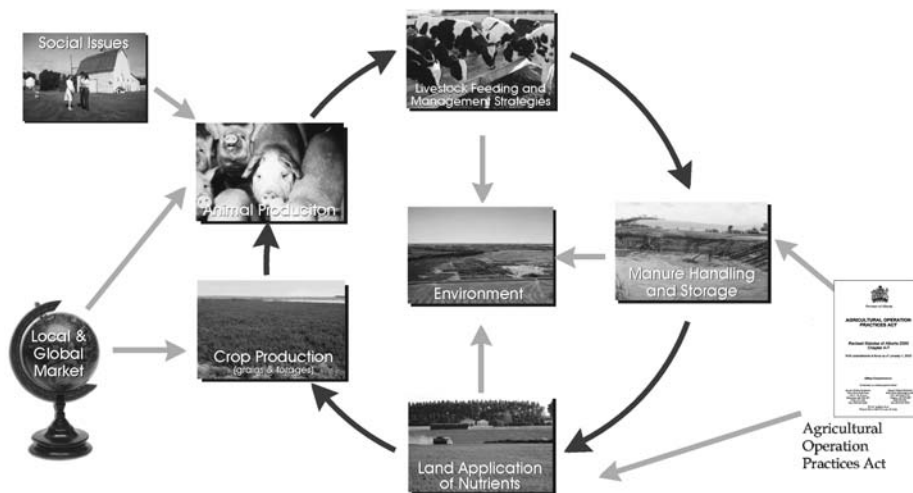 Social Issues
Livestock Feeding and
Management Strategies
Animal Produciton
Manure Handling
and Storage
Environment
Local &
Global
Market
Crop Production
(grains & forages)
Land Application
of Nutrients
AGRICULTURAL OPERATION
PRACTICES ACT
Agricultural
Operation
Practices Act